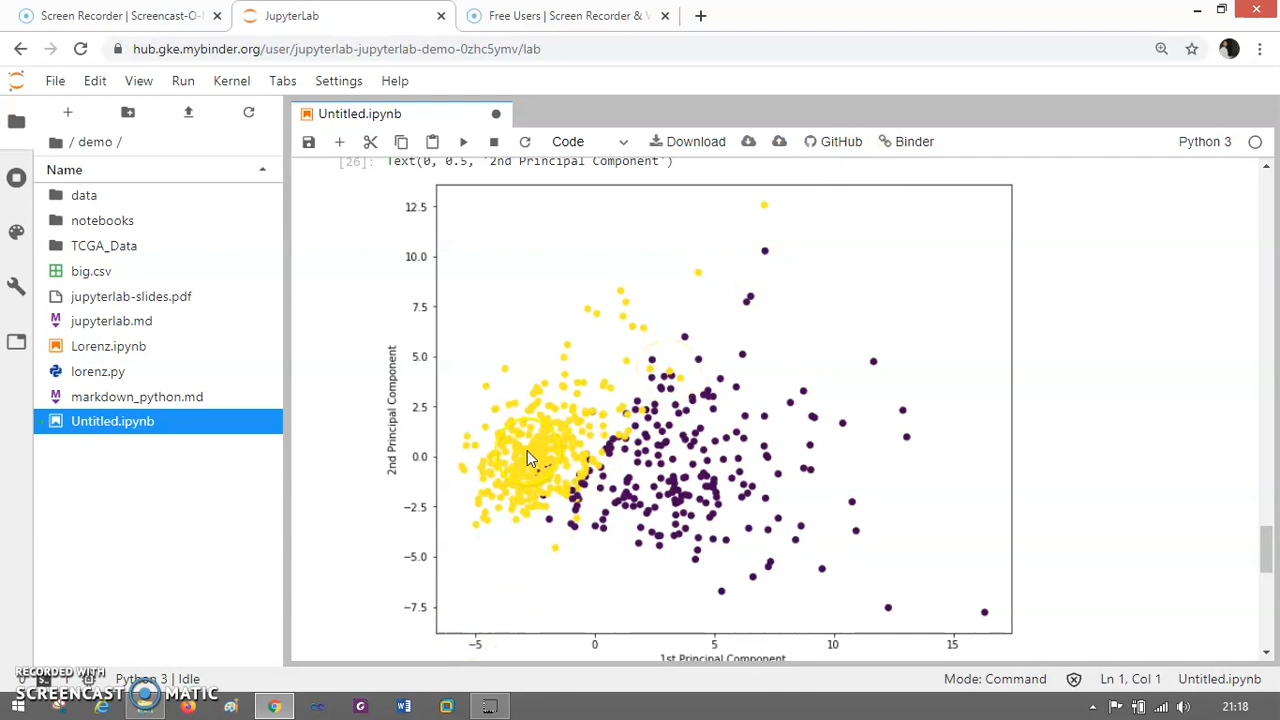 Screen Recorder | Screencast-O-
JupyterLab
Free Users | Screen Recorder & V
hub.gke.mybinder.org/user/jupyterlab-jupyterlab-demo-0zhc5ymv/lab
File Edit View Run Kernel Tabs Settings Help
/ demo /
Name
data
notebooks
TCGA_Data
big.csv
jupyterlab-slides.pdf
jupyterlab.md
Lorenz.ipynb
lorenz.py
markdown_python.md
Untitled.ipynb
Untitled.ipynb
Code
Download
GitHub
Binder
Python 3
[26]: Text(0, 0.5, '2nd Principal Component')
12.5
10.0
7.5
5.0
2.5
0.0
−2.5
−5.0
−7.5
2nd Principal Component
−5 0 5 10 15
1st Principal Component
RECORDED WITH
SCREENCAST MATIC
Python 3 | Idle
Mode: Command
Ln 1, Col 1
Untitled.ipynb
21:18